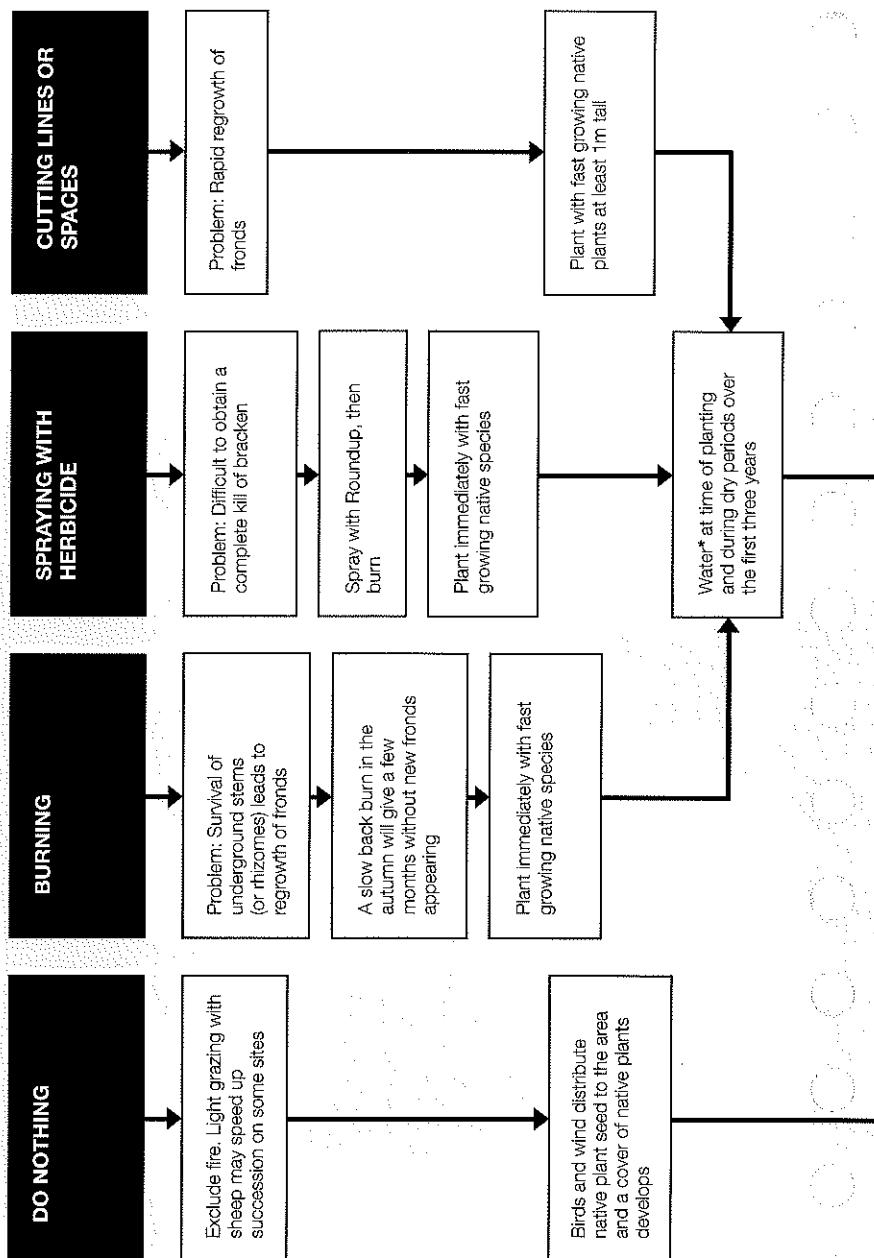 DO NOTHING
Exclude fire. Light grazing with
sheep may speed up
succession on some sites
Birds and wind distribute
native plant seed to the area
and a cover of native plants
develops
BURNING
Problem: Survival of
underground stems
(or rhizomes) leads to
regrowth of fronds
A slow back burn in the
autumn will give a few
months without new fronds
appearing
Plant immediately with fast
growing native species
SPRAYING WITH
HERBICIDE
Problem: Difficult to obtain a
complete kill of bracken
Spray with Roundup, then
burn
Plant immediately with fast
growing native species
CUTTING LINES OR
SPACES
Problem: Rapid regrowth of
fronds
Plant with fast growing native
plants at least 1m tall
Water* at time of planting
and during dry periods over
the first three years